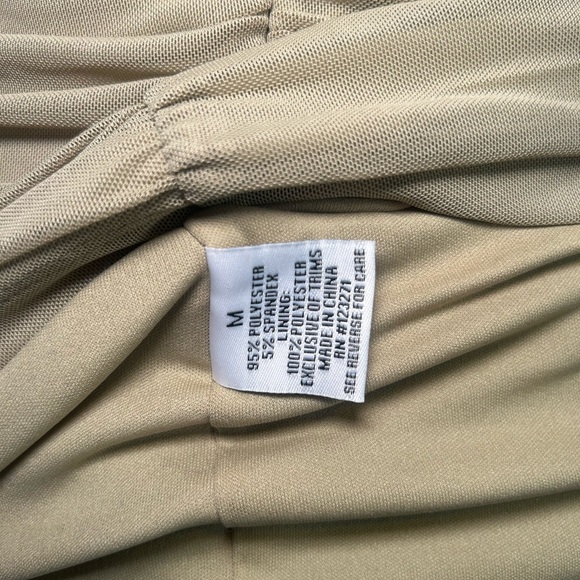 M
95% POLYESTER
5% SPANDEX
LINING:
100% POLYESTER
EXCLUSIVE OF TRIMS
MADE IN CHINA
RN #123271
SEE REVERSE FOR CARE